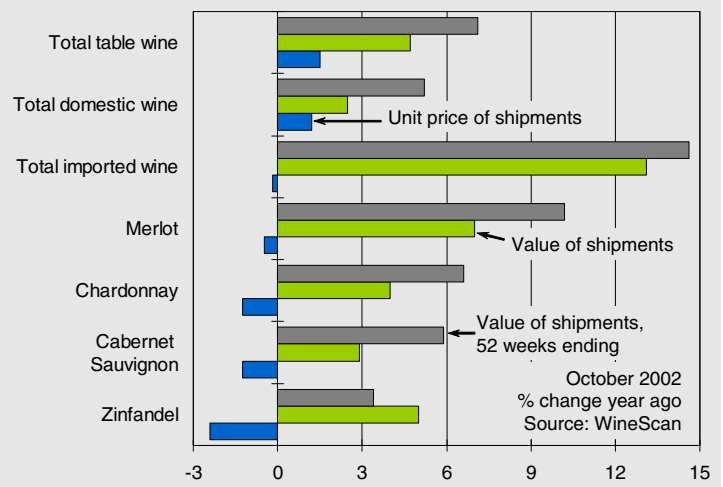 Total table wine
Total domestic wine
Unit price of shipments
Total imported wine
Merlot
Value of shipments
Chardonnay
Value of shipments,
52 weeks ending
Cabernet
Sauvignon
October 2002
% change year ago
Source: WineScan
Zinfandel
-3 0 3 6 9 12 15